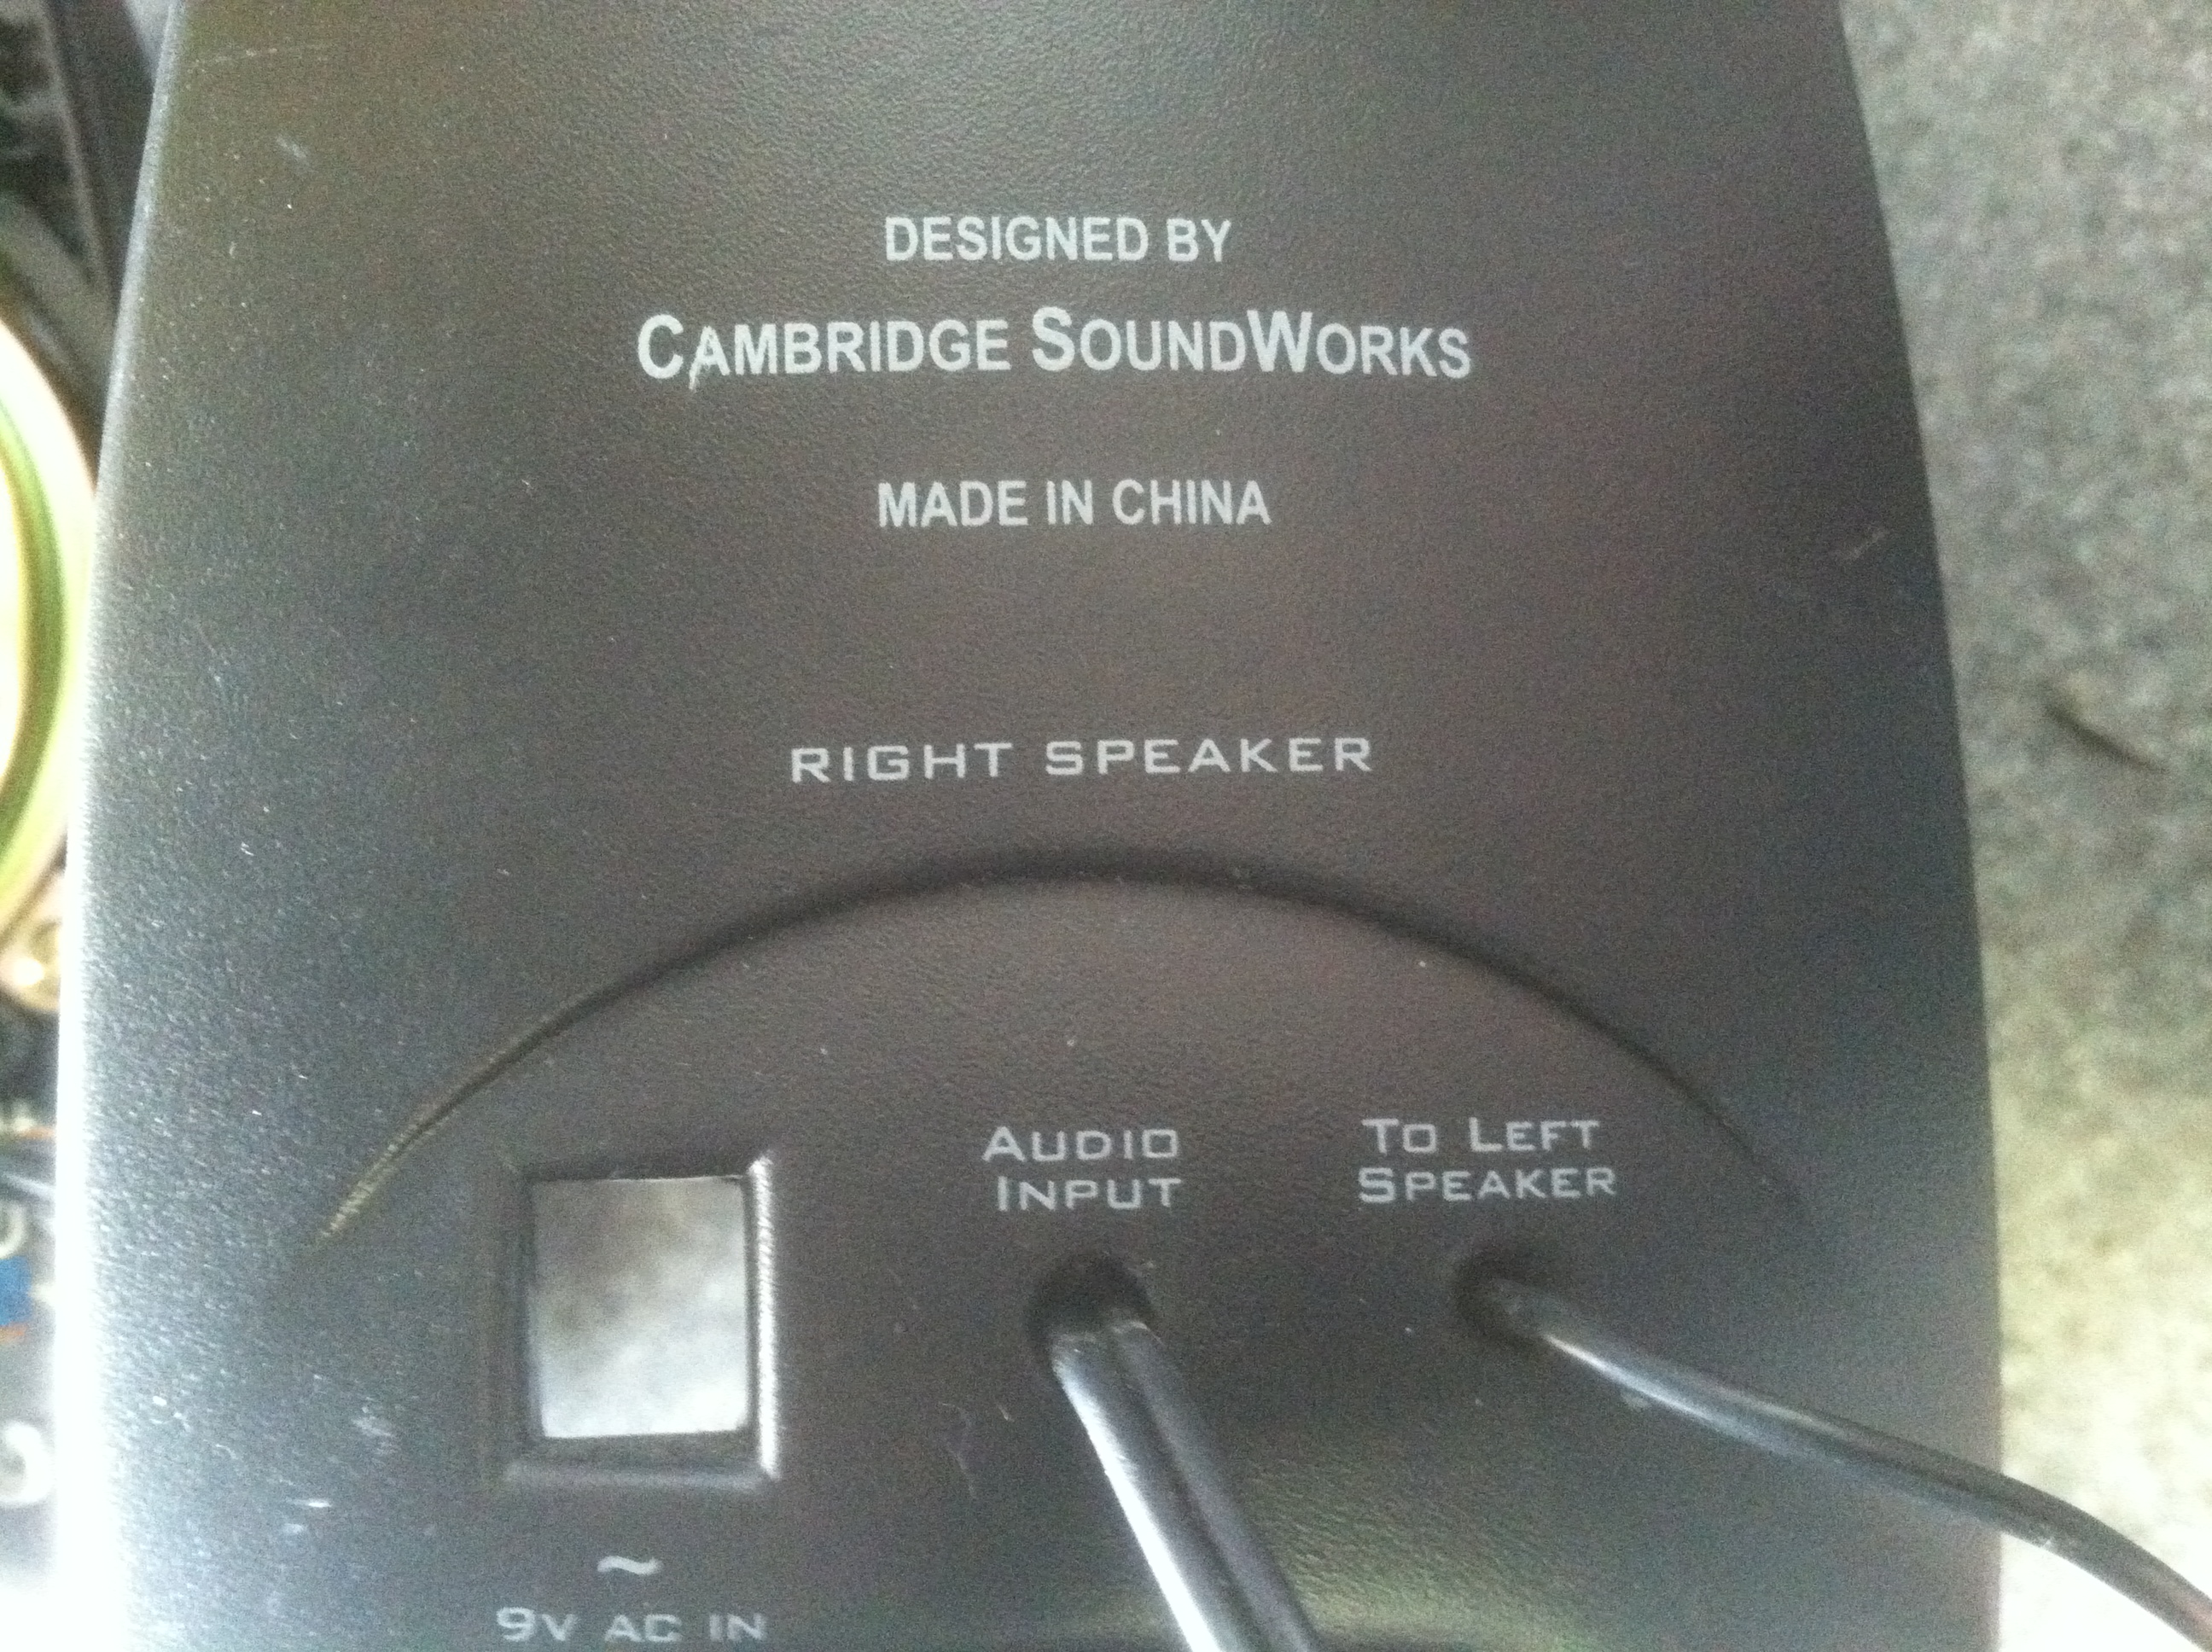 DESIGNED BY
CAMBRIDGE SOUNDWORKS
MADE IN CHINA
RIGHT SPEAKER
AUDIO
INPUT
TO LEFT
SPEAKER
~
9V AC IN